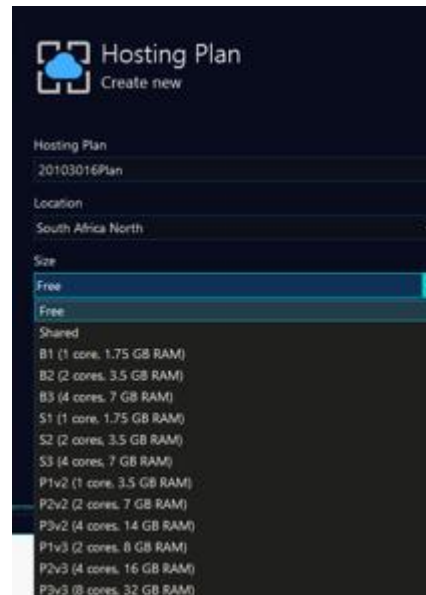 Hosting Plan
Create new
Hosting Plan
20103016Plan
Location
South Africa North
Size
Free
Free
Shared
B1 (1 core, 1.75 GB RAM)
B2 (2 cores, 3.5 GB RAM)
B3 (4 cores, 7 GB RAM)
S1 (1 core, 1.75 GB RAM)
S2 (2 cores, 3.5 GB RAM)
S3 (4 cores, 7 GB RAM)
P1v2 (1 core, 3.5 GB RAM)
P2v2 (2 cores, 7 GB RAM)
P3v2 (4 cores, 14 GB RAM)
P1v3 (2 cores, 8 GB RAM)
P2v3 (4 cores, 16 GB RAM)
P3v3 (8 cores, 32 GB RAM)